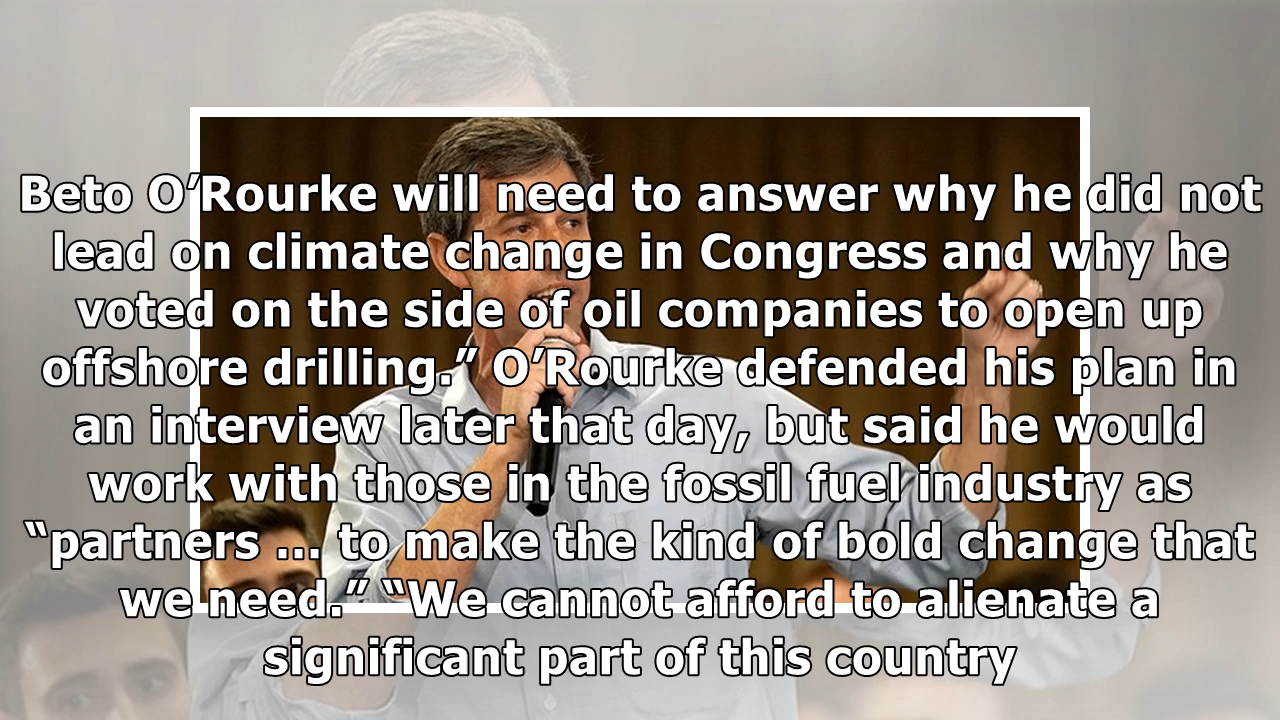 Beto O’Rourke will need to answer why he did not
lead on climate change in Congress and why he
voted on the side of oil companies to open up
offshore drilling.” O’Rourke defended his plan in
an interview later that day, but said he would
work with those in the fossil fuel industry as
“partners ... to make the kind of bold change that
we need.” “We cannot afford to alienate a
significant part of this country